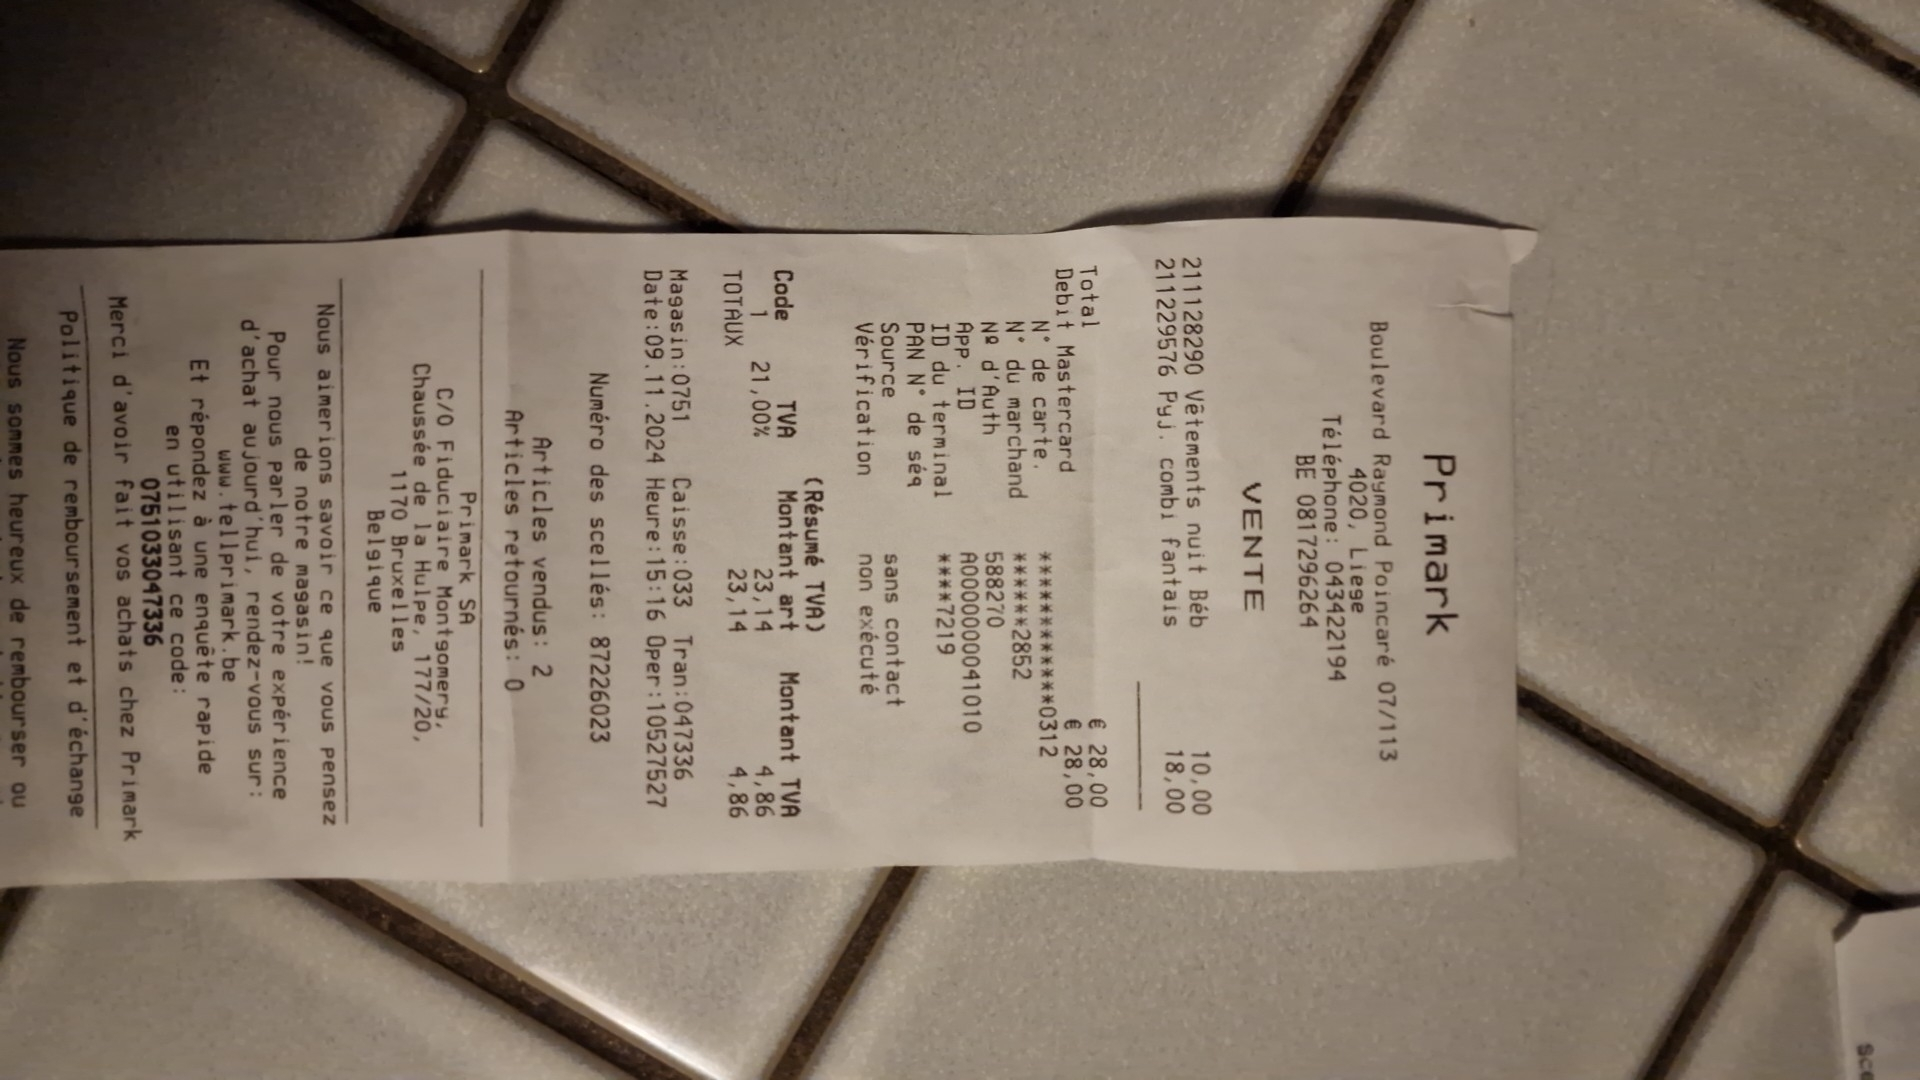 Primark
Boulevard Raymond Poincaré 07/113
4020, Liege
Téléphone: 043422194
BE 0817296264
VENTE
211128290 Vêtements nuit Béb 10,00
211229576 Pyj. combi fantais 18,00
Total € 28,00
Debit Mastercard € 28,00
N° de carte. ************0312
N° du marchand ******2852
Nº d'Auth 588270
App. ID A0000000041010
ID du terminal ****7219
PAN N° de séq
Source sans contact
Vérification non exécuté
(Résumé TVA)
Code TVA Montant art Montant TVA
1 21,00% 23,14 4,86
TOTAUX 23,14 4,86
Magasin:0751 Caisse:033 Tran:047336
Date:09.11.2024 Heure:15:16 Oper:10527527
Numéro des scellés: 87226023
Articles vendus: 2
Articles retournés: 0
Primark SA
C/O Fiduciaire Montgomery,
Chaussée de la Hulpe, 177/20,
1170 Bruxelles
Belgique
Nous aimerions savoir ce que vous pensez
de notre magasin!
Pour nous parler de votre expérience
d'achat aujourd'hui, rendez-vous sur:
www.tellprimark.be
Et répondez à une enquête rapide
en utilisant ce code:
0751033047336
Merci d'avoir fait vos achats chez Primark
Politique de remboursement et d'échange
Nous sommes heureux de rembourser ou